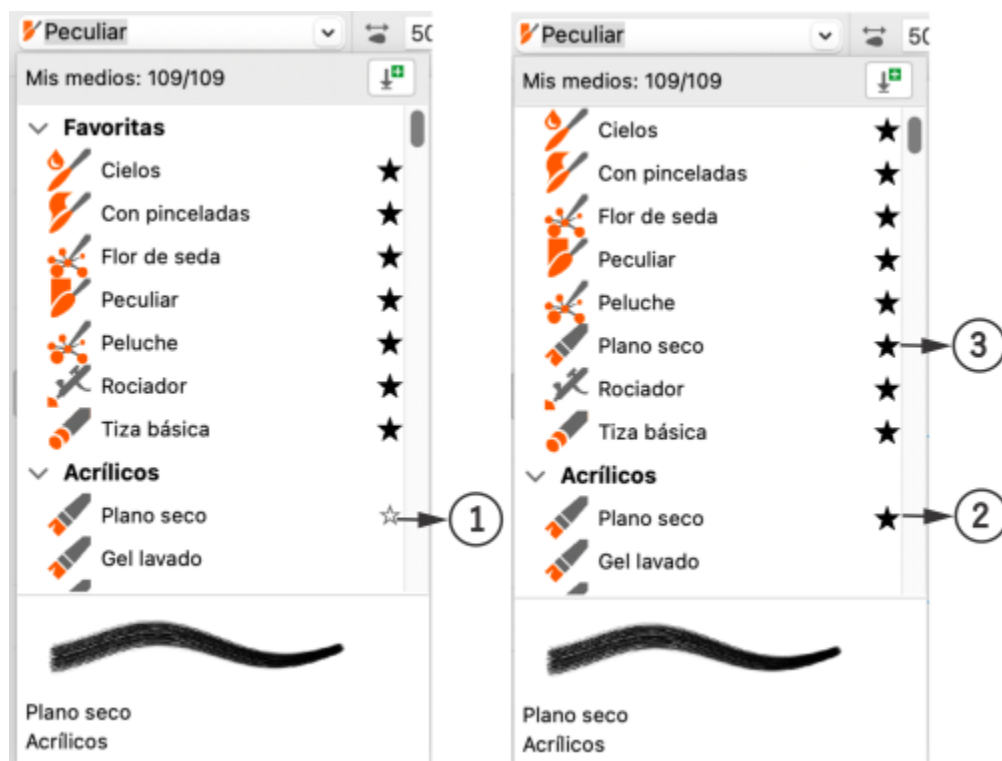 Peculiar
50
Mis medios: 109/109
Favoritas
Cielos
Con pinceladas
Flor de seda
Peculiar
Peluche
Rociador
Tiza básica
Acrílicos
Plano seco
1
Gel lavado
Plano seco
Acrílicos
Peculiar
50
Mis medios: 109/109
Cielos
Con pinceladas
Flor de seda
Peculiar
Peluche
Plano seco
3
Rociador
Tiza básica
Acrílicos
Plano seco
2
Gel lavado
Plano seco
Acrílicos